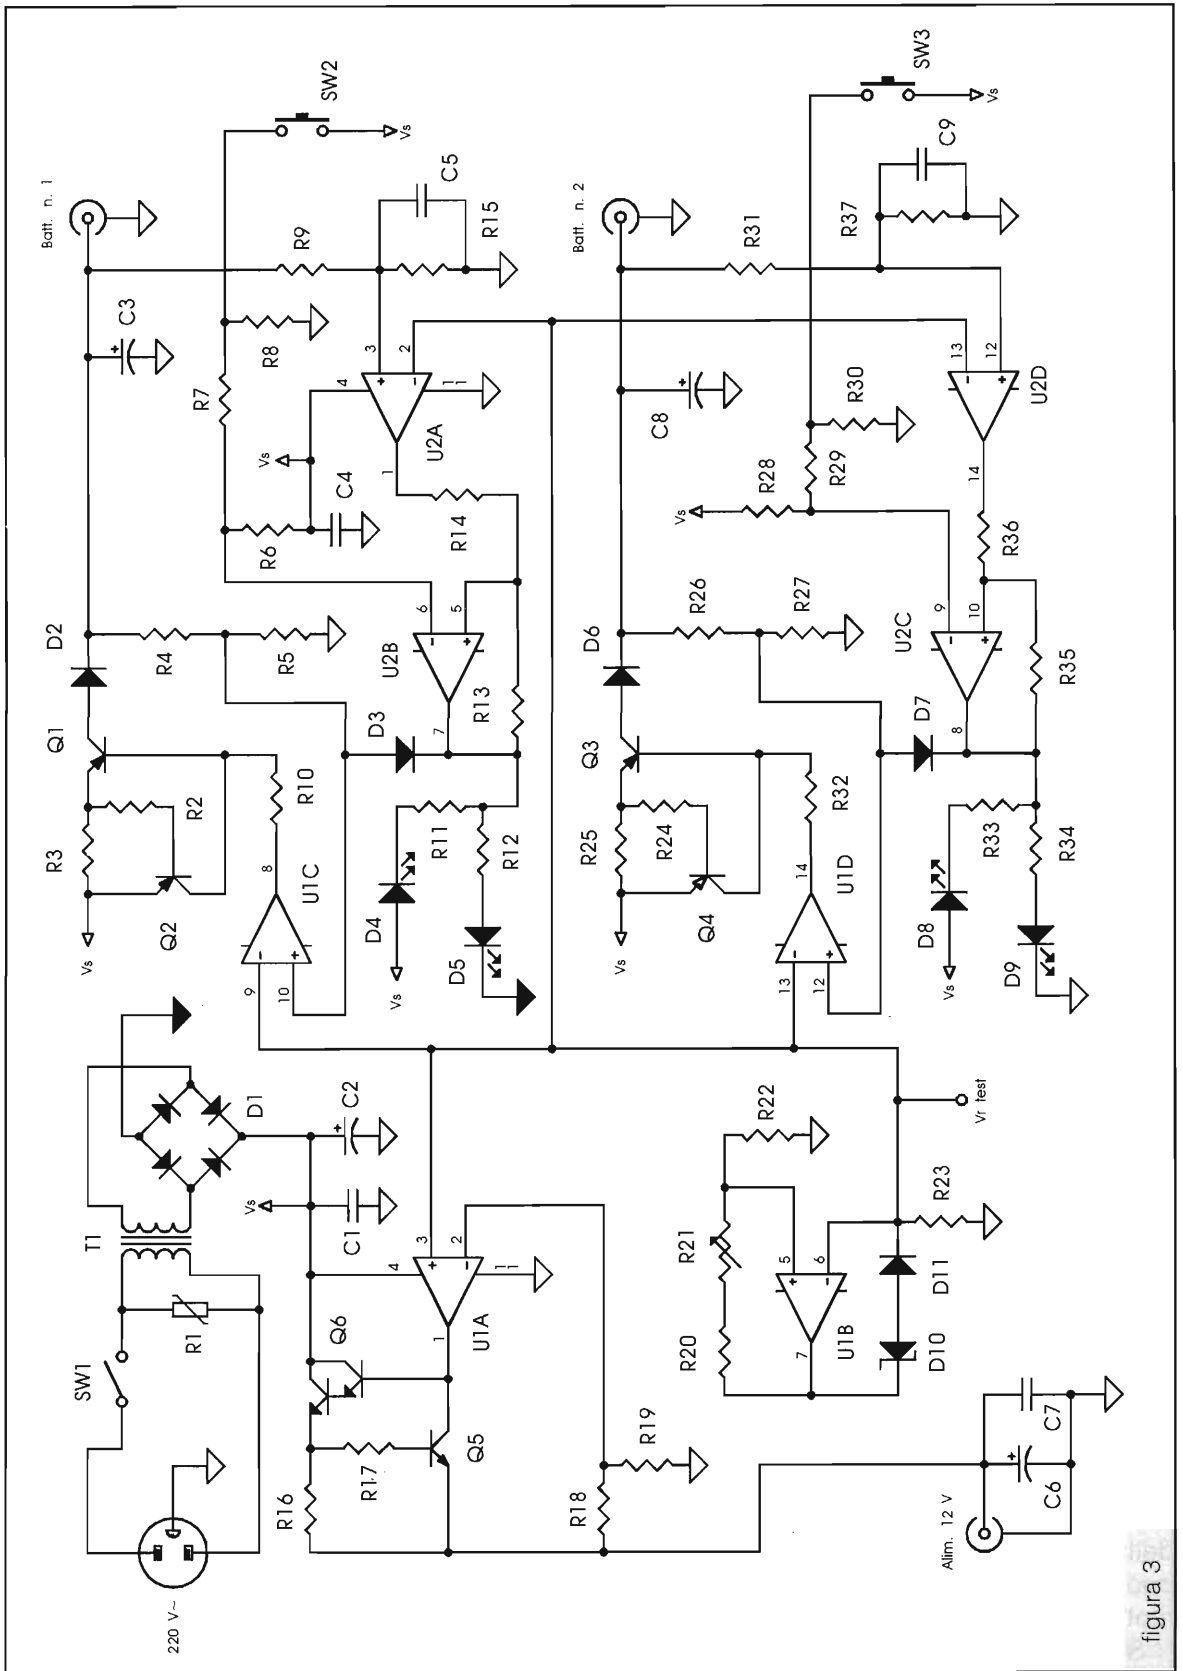 220 V~
SW1
R1
T1
D1
Vs
C1
C2
R16
R17
Q6
Q5
4
3
2
1
11
U1A
R18
R19
Alim. 12 V
C6
C7
R20
R21
R22
5
6
7
U1B
D10
D11
R23
Vr test
Vs
R3
R2
Q2
Q1
D2
C3
Batt. n. 1
9
10
8
U1C
R10
R4
R5
D3
Vs
D4
R11
D5
R12
R13
7
U2B
6
5
R6
R7
R8
Vs
C4
R14
1
U2A
4
3
2
11
R9
C5
R15
SW2
Vs
Vs
R25
R24
Q4
Q3
D6
C8
Batt. n. 2
13
12
14
U1D
R32
R26
R27
D7
Vs
D8
R33
D9
R34
R35
8
U2C
9
10
Vs
R28
R29
R30
R36
14
U2D
13
12
R31
R37
C9
SW3
Vs
figura 3